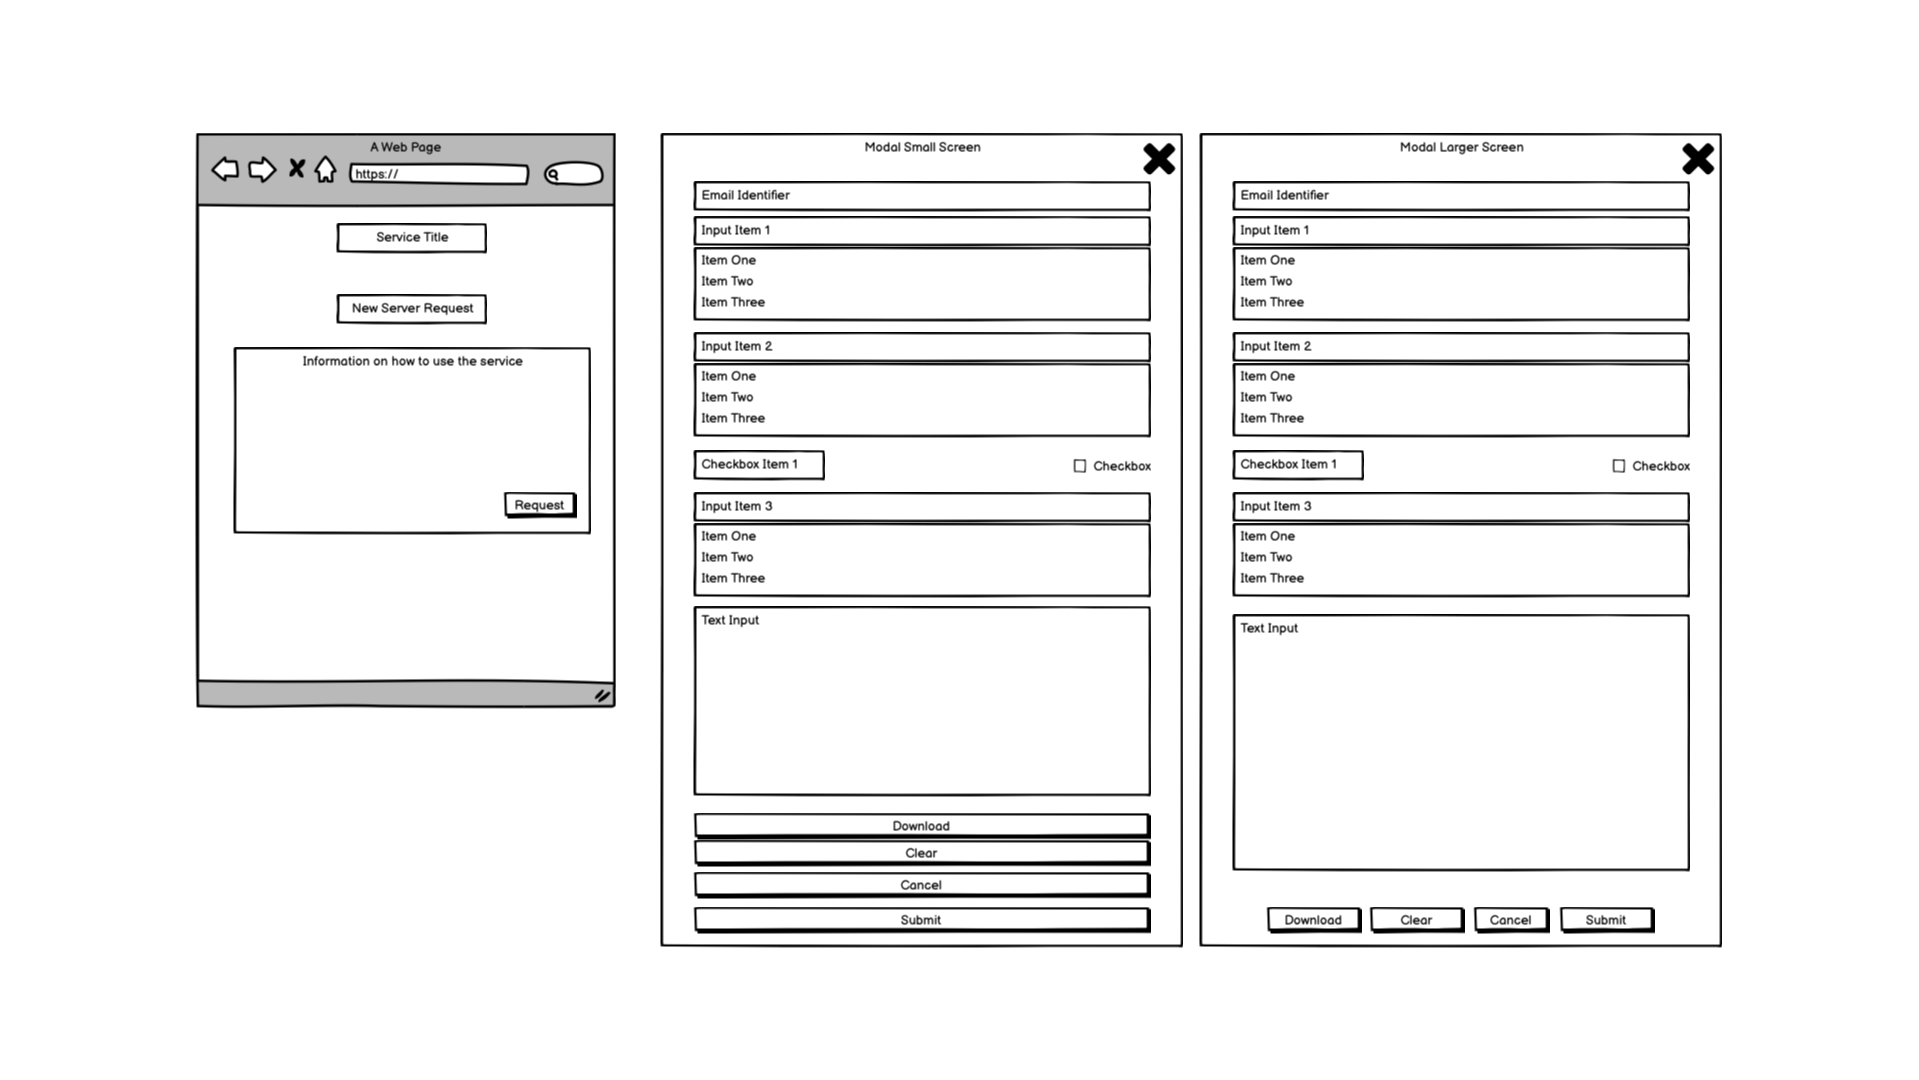 A Web Page
https://
Service Title
New Server Request
Information on how to use the service
Request
Modal Small Screen
Email Identifier
Input Item 1
Item One
Item Two
Item Three
Input Item 2
Item One
Item Two
Item Three
Checkbox Item 1
Checkbox
Input Item 3
Item One
Item Two
Item Three
Text Input
Download
Clear
Cancel
Submit
Modal Larger Screen
Email Identifier
Input Item 1
Item One
Item Two
Item Three
Input Item 2
Item One
Item Two
Item Three
Checkbox Item 1
Checkbox
Input Item 3
Item One
Item Two
Item Three
Text Input
Download
Clear
Cancel
Submit